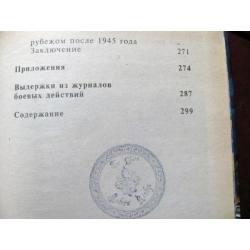 рубежом после 1945 года
Заключение 271
Приложения 274
Выдержки из журналов
боевых действий 287
Содержание 299